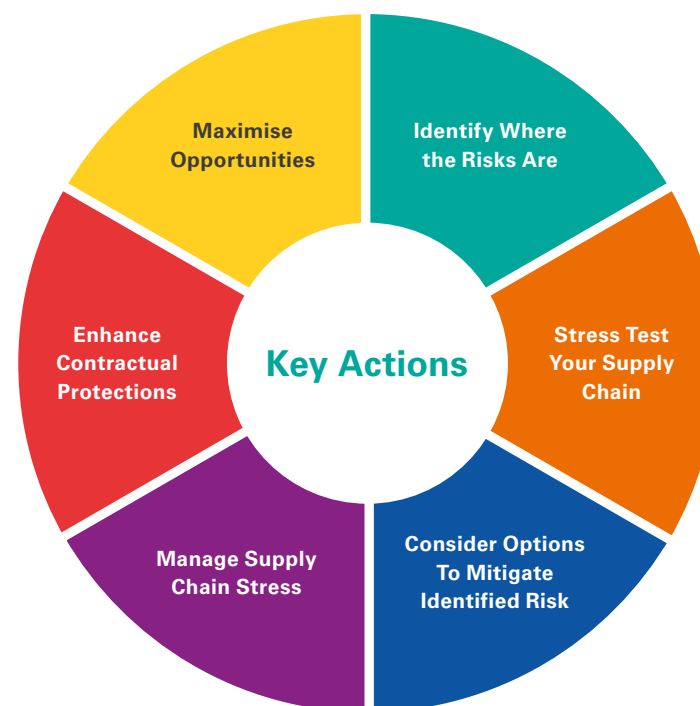 Key Actions
Identify Where
the Risks Are
Stress Test
Your Supply
Chain
Consider Options
To Mitigate
Identified Risk
Manage Supply
Chain Stress
Enhance
Contractual
Protections
Maximise
Opportunities